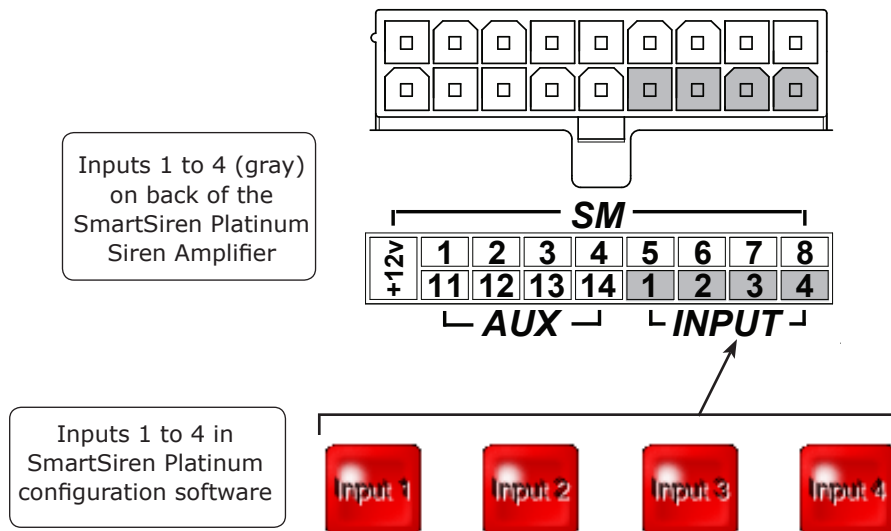 Inputs 1 to 4 (gray)
on back of the
SmartSiren Platinum
Siren Amplifier
SM
+12v 1 2 3 4 5 6 7 8
11 12 13 14 1 2 3 4
AUX INPUT
Inputs 1 to 4 in
SmartSiren Platinum
configuration software
Input 1 Input 2 Input 3 Input 4